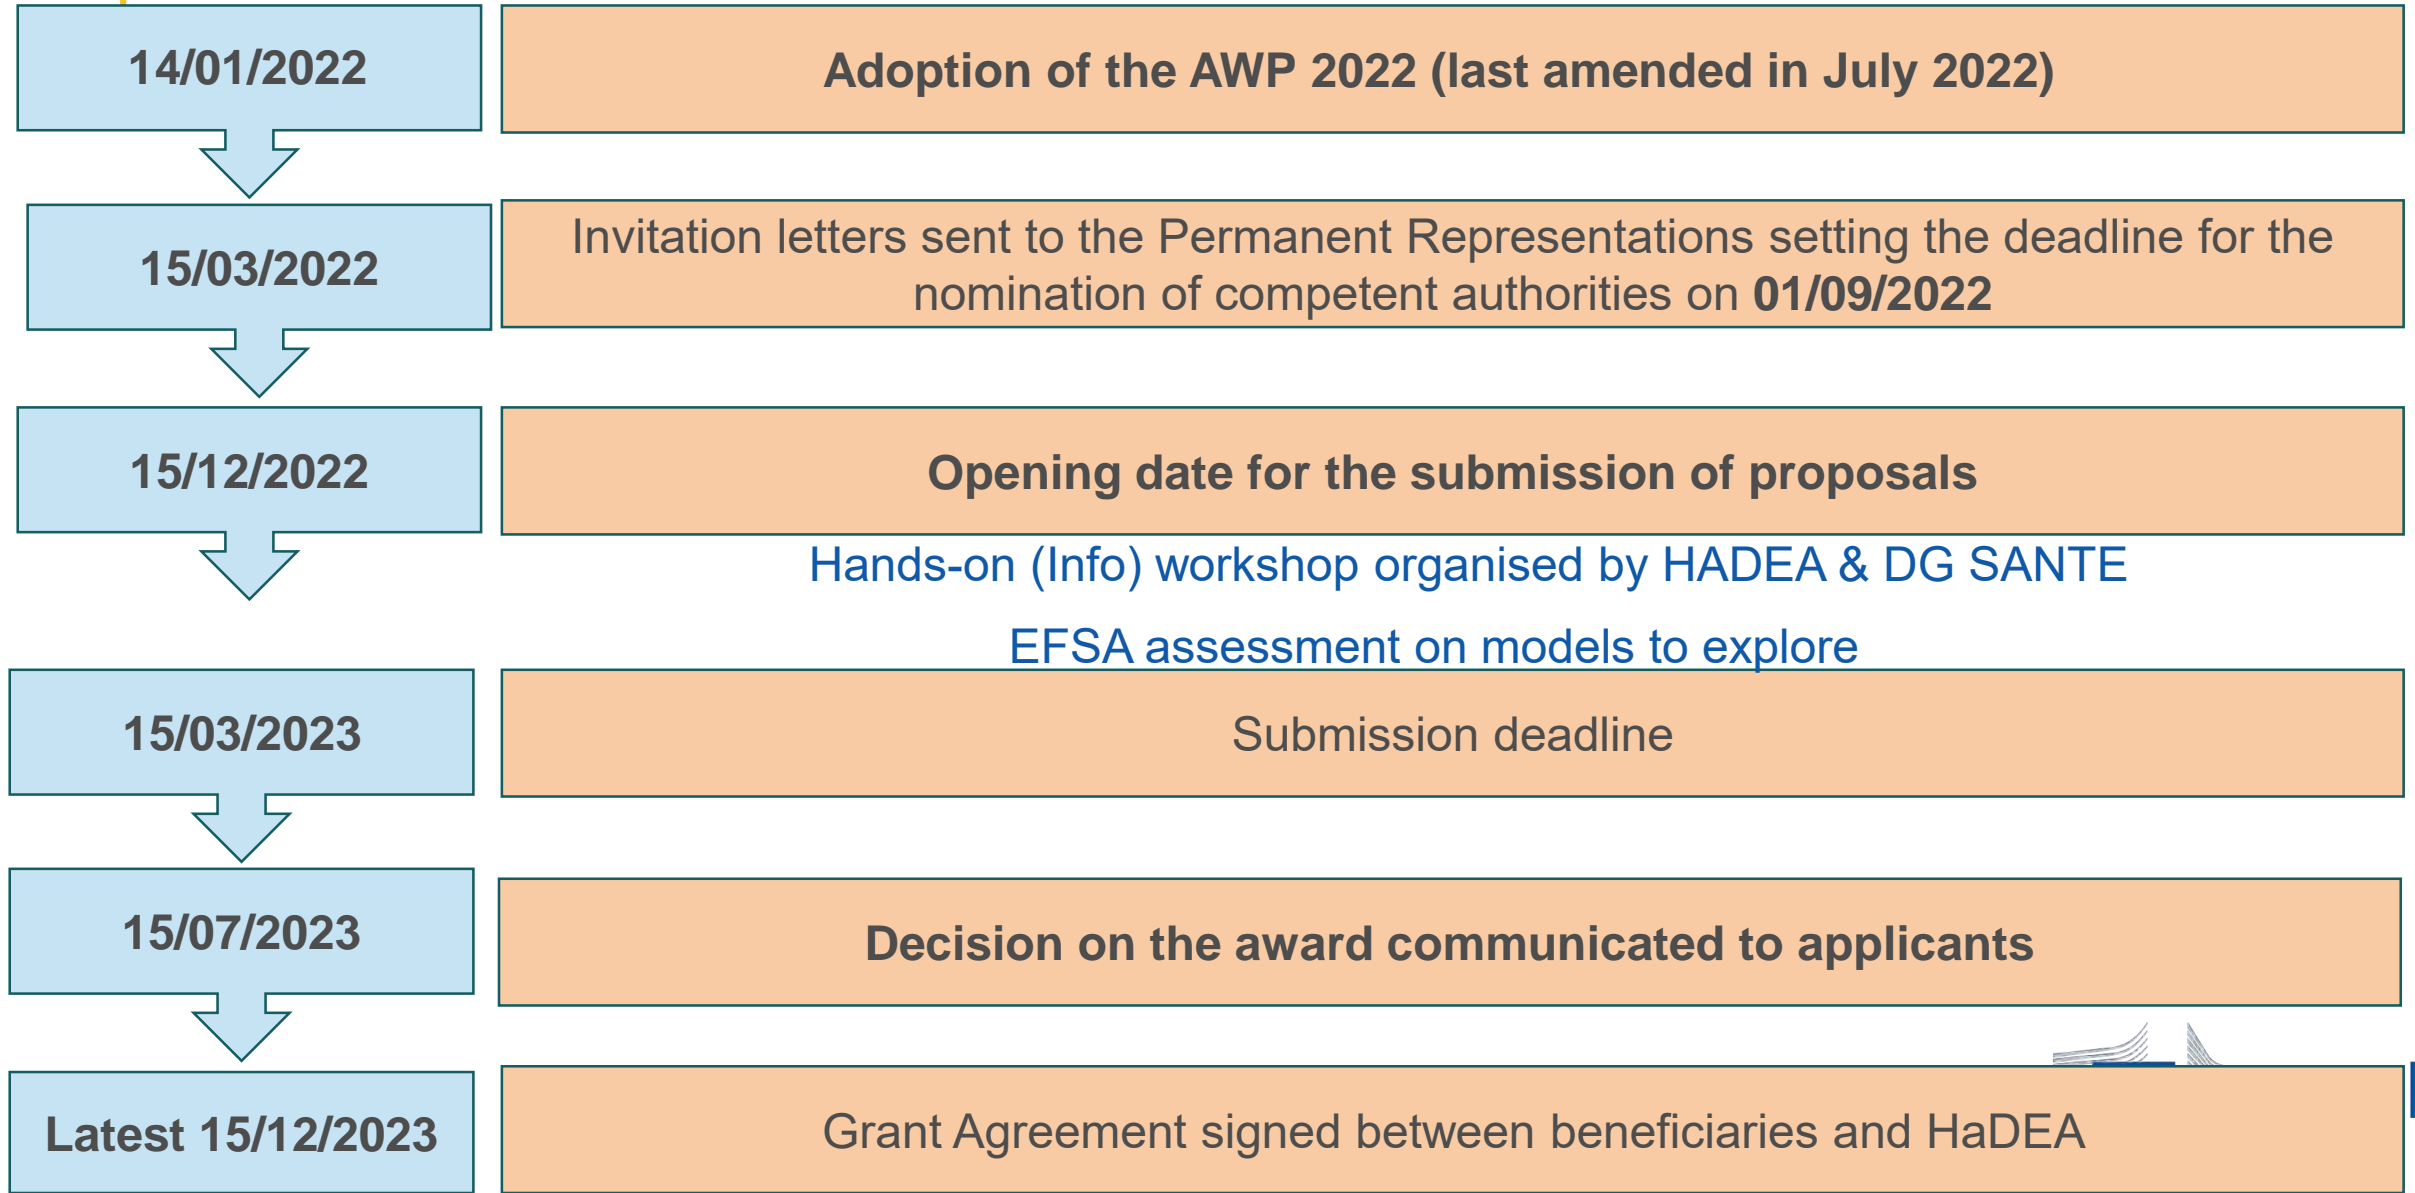 14/01/2022
Adoption of the AWP 2022 (last amended in July 2022)
15/03/2022
Invitation letters sent to the Permanent Representations setting the deadline for the
nomination of competent authorities on 01/09/2022
15/12/2022
Opening date for the submission of proposals
Hands-on (Info) workshop organised by HADEA & DG SANTE
EFSA assessment on models to explore
15/03/2023
Submission deadline
15/07/2023
Decision on the award communicated to applicants
Latest 15/12/2023
Grant Agreement signed between beneficiaries and HaDEA